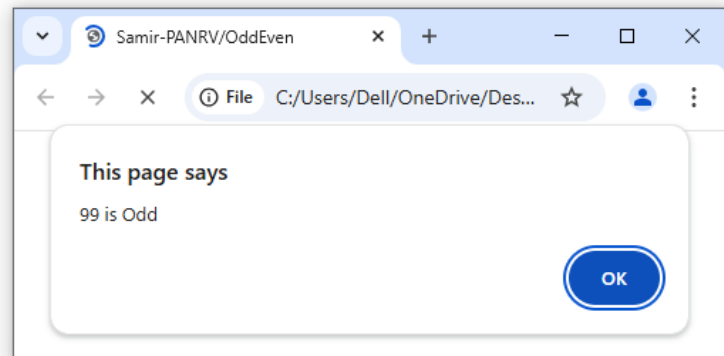 Samir-PANRV/OddEven
File C:/Users/Dell/OneDrive/Des...
This page says
99 is Odd
OK